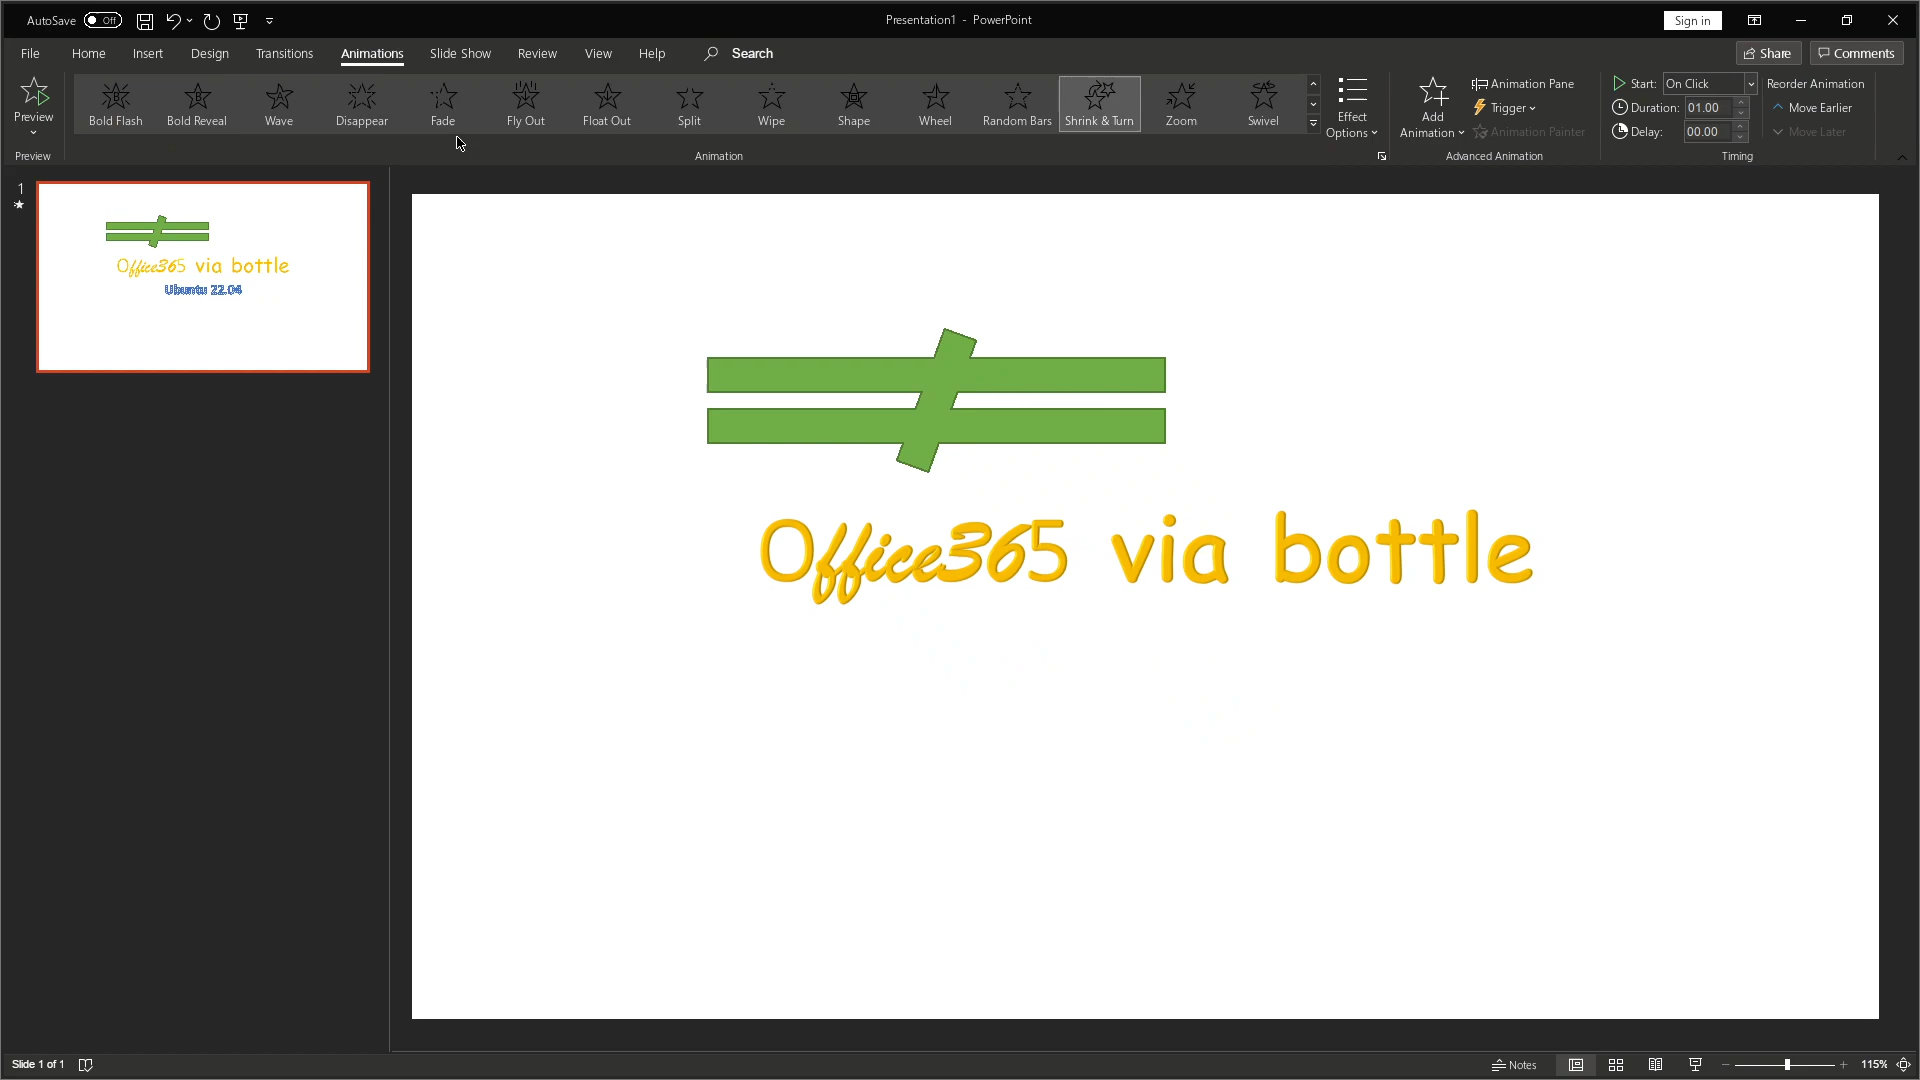 AutoSave Off
Presentation1 - PowerPoint
Sign in
File Home Insert Design Transitions Animations Slide Show Review View Help Search
Share Comments
Preview
Bold Flash Bold Reveal Wave Disappear Fade Fly Out Float Out Split Wipe Shape Wheel Random Bars Shrink & Turn Zoom Swivel
Effect Options
Add Animation
Animation Pane
Trigger
Animation Painter
Start: On Click
Duration: 01.00
Delay: 00.00
Reorder Animation
Move Earlier
Move Later
Preview Animation Advanced Animation Timing
1
Office365 via bottle
Ubuntu 22.04
Office365 via bottle
Slide 1 of 1
Notes
115%